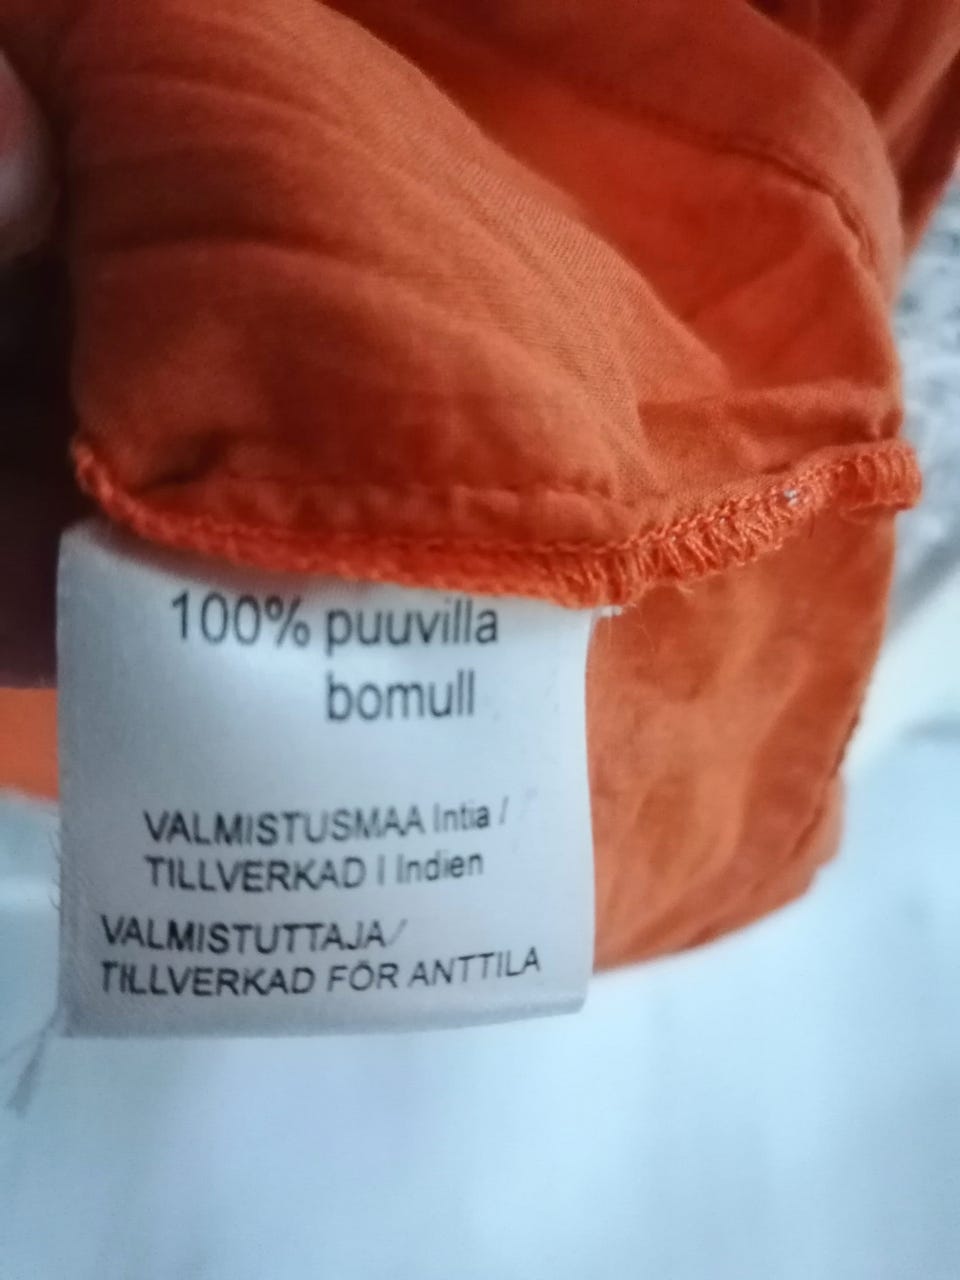 100% puuvilla
bomull
VALMISTUSMAA Intia /
TILLVERKAD I Indien
VALMISTUTTAJA/
TILLVERKAD FÖR ANTTILA